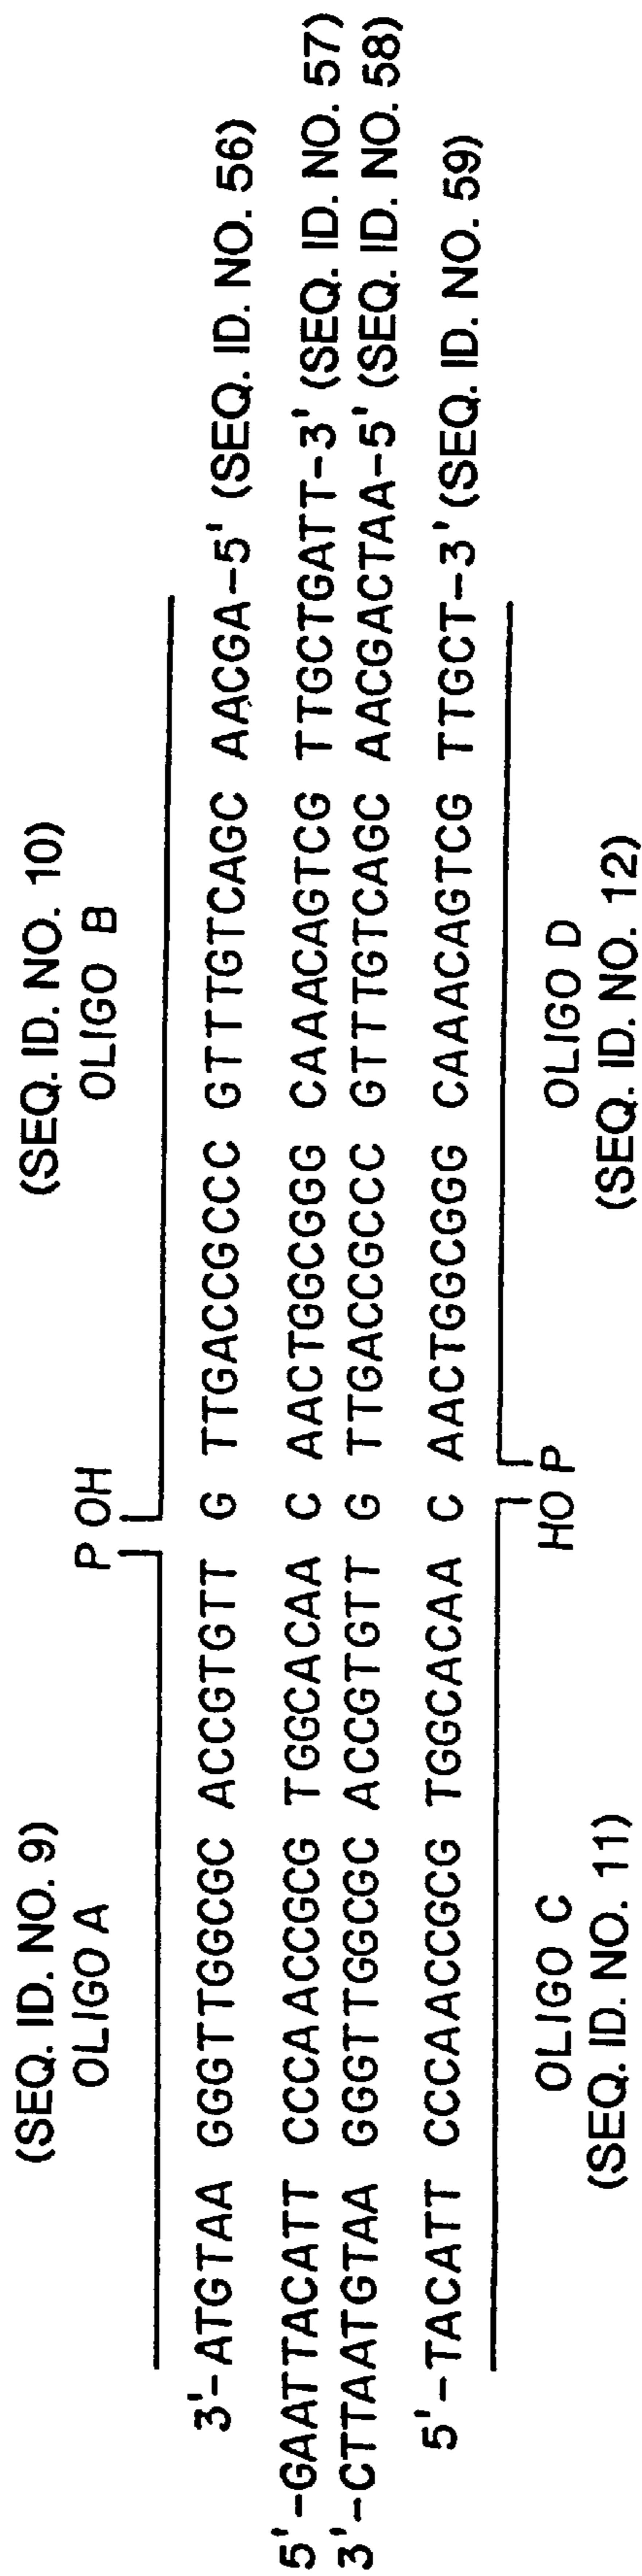 (SEQ. ID. NO. 9) (SEQ. ID. NO. 10)
OLIGO A OLIGO B
P OH
3'-ATGTAA GGGTTGGCGC ACCGTGTT G TTGACCGCCC GTTTGTCAGC AACGA-5' (SEQ. ID. NO. 56)
5'-GAATTACATT CCCAACCGCG TGGCACAA C AACTGGCGGG CAAACAGTCG TTGCTGATT-3' (SEQ. ID. NO. 57)
3'-CTTAATGTAA GGGTTGGCGC ACCGTGTT G TTGACCGCCC GTTTGTCAGC AACGACTAA-5' (SEQ. ID. NO. 58)
5'-TACATT CCCAACCGCG TGGCACAA C AACTGGCGGG CAAACAGTCG TTGCT-3' (SEQ. ID. NO. 59)
HO P
OLIGO C OLIGO D
(SEQ. ID. NO. 11) (SEQ. ID. NO. 12)